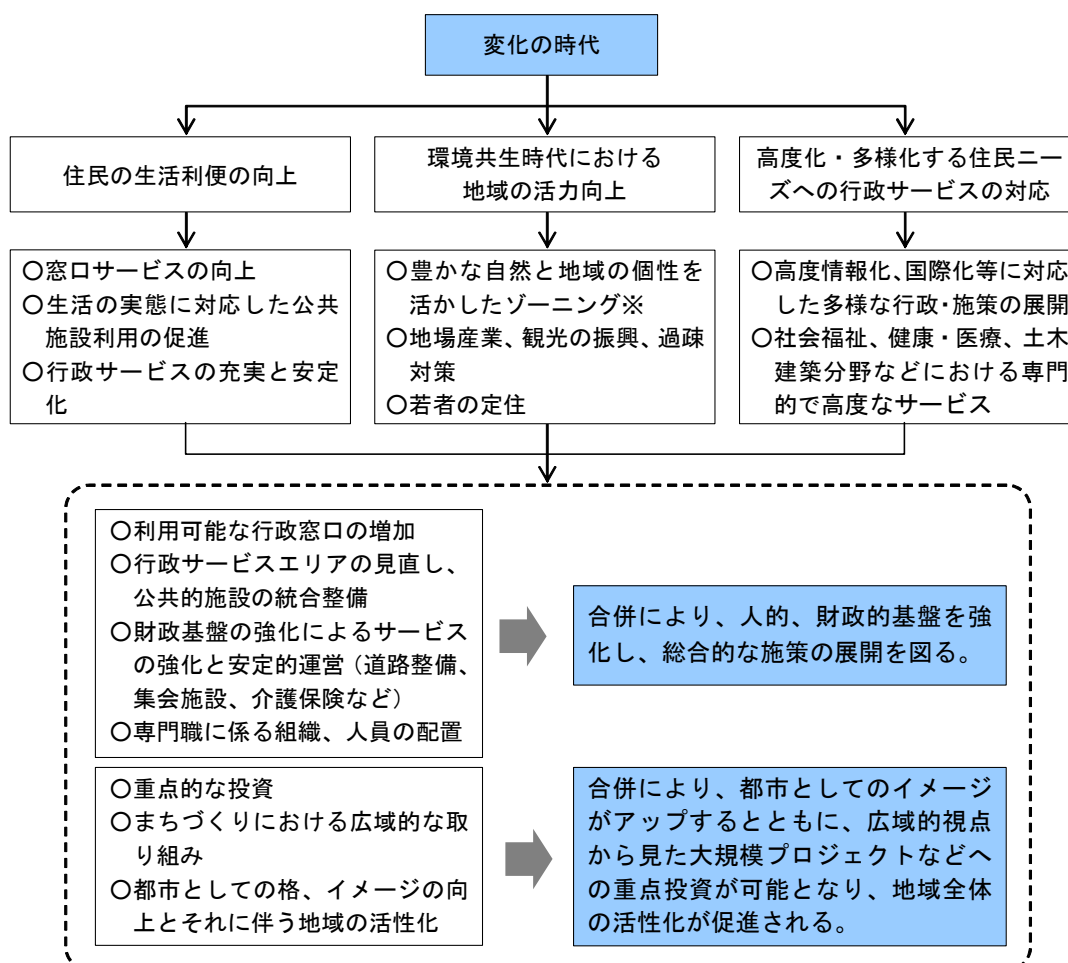 変化の時代
住民の生活利便の向上
環境共生時代における
地域の活力向上
高度化・多様化する住民ニー
ズへの行政サービスの対応
○窓口サービスの向上
○生活の実態に対応した公共
施設利用の促進
○行政サービスの充実と安定
化
○豊かな自然と地域の個性を
活かしたゾーニング※
○地場産業、観光の振興、過疎
対策
○若者の定住
○高度情報化、国際化等に対応
した多様な行政・施策の展開
○社会福祉、健康・医療、土木
建築分野などにおける専門
的で高度なサービス
○利用可能な行政窓口の増加
○行政サービスエリアの見直し、
公共的施設の統合整備
○財政基盤の強化によるサービス
の強化と安定的運営（道路整備、
集会施設、介護保険など）
○専門職に係る組織、人員の配置
合併により、人的、財政的基盤を強
化し、総合的な施策の展開を図る。
○重点的な投資
○まちづくりにおける広域的な取
り組み
○都市としての格、イメージの向
上とそれに伴う地域の活性化
合併により、都市としてのイメージ
がアップするとともに、広域的視点
から見た大規模プロジェクトなどへ
の重点投資が可能となり、地域全体
の活性化が促進される。